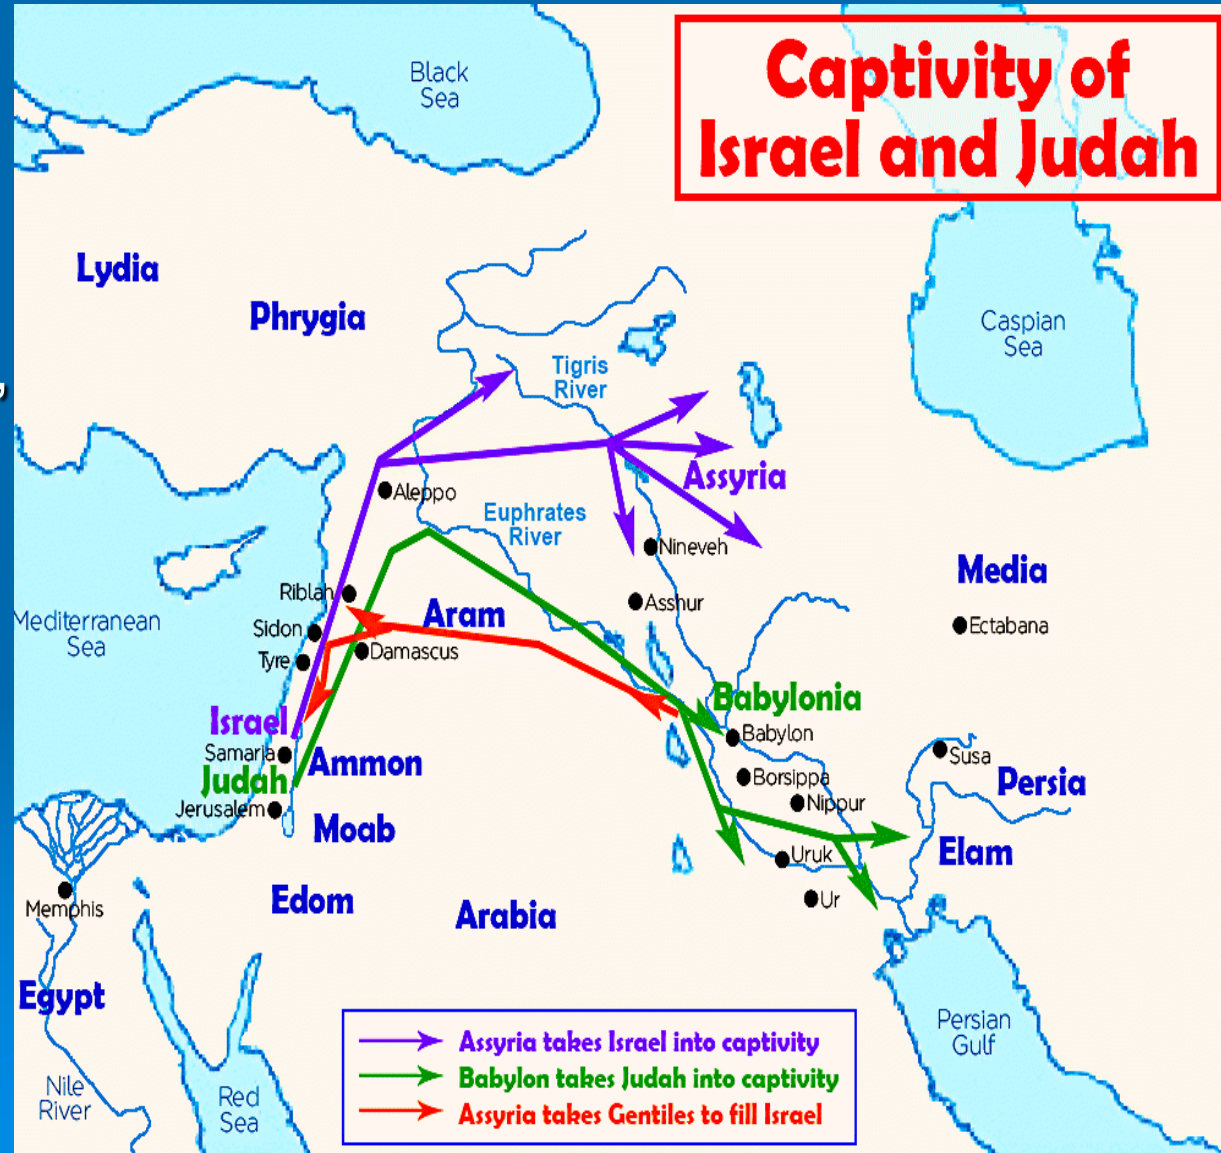 Captivity of
Israel and Judah
Black
Sea
Lydia
Phrygia
Caspian
Sea
Tigris
River
,
Assyria
Aleppo
Euphrates
River
Nineveh
Media
Riblah
Asshur
Aram
Mediterranean
Sea
Sidon
Ectabana
Tyre
Damascus
Babylonia
Israel
Babylon
Samaria
Ammon
Susa
Judah
Borsippa
Persia
Jerusalem
Nippur
Moab
Uruk
Elam
Memphis
Edom
Ur
Arabia
Egypt
Persian
Gulf
Nile
River
Red
Sea
Assyria takes Israel into captivity
Babylon takes Judah into captivity
Assyria takes Gentiles to fill Israel